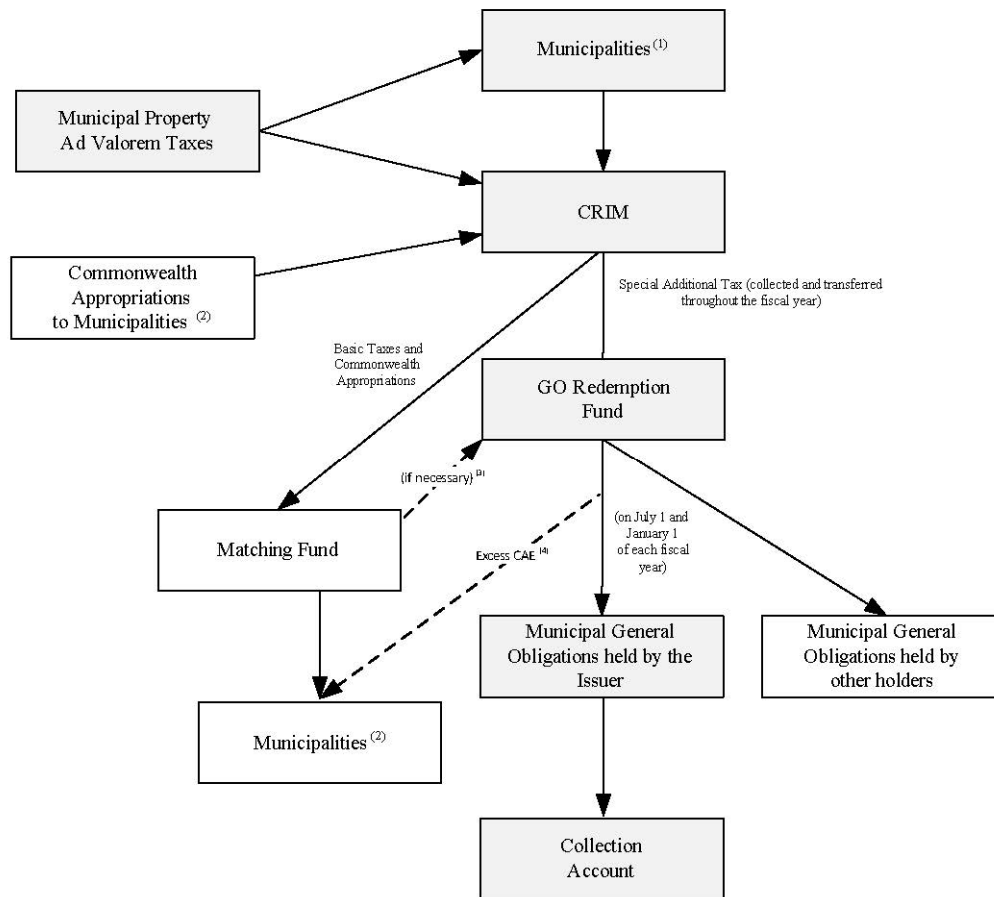 Municipalities (1)
Municipal Property
Ad Valorem Taxes
CRIM
Commonwealth
Appropriations
to Municipalities (2)
Special Additional Tax (collected and transferred
throughout the fiscal year)
Basic Taxes and
Commonwealth
Appropriations
GO Redemption
Fund
(if necessary) (3)
(on July 1 and
January 1
of each fiscal
year)
Matching Fund
Excess CAE (4)
Municipal General
Obligations held by the
Issuer
Municipal General
Obligations held by
other holders
Municipalities (2)
Collection
Account